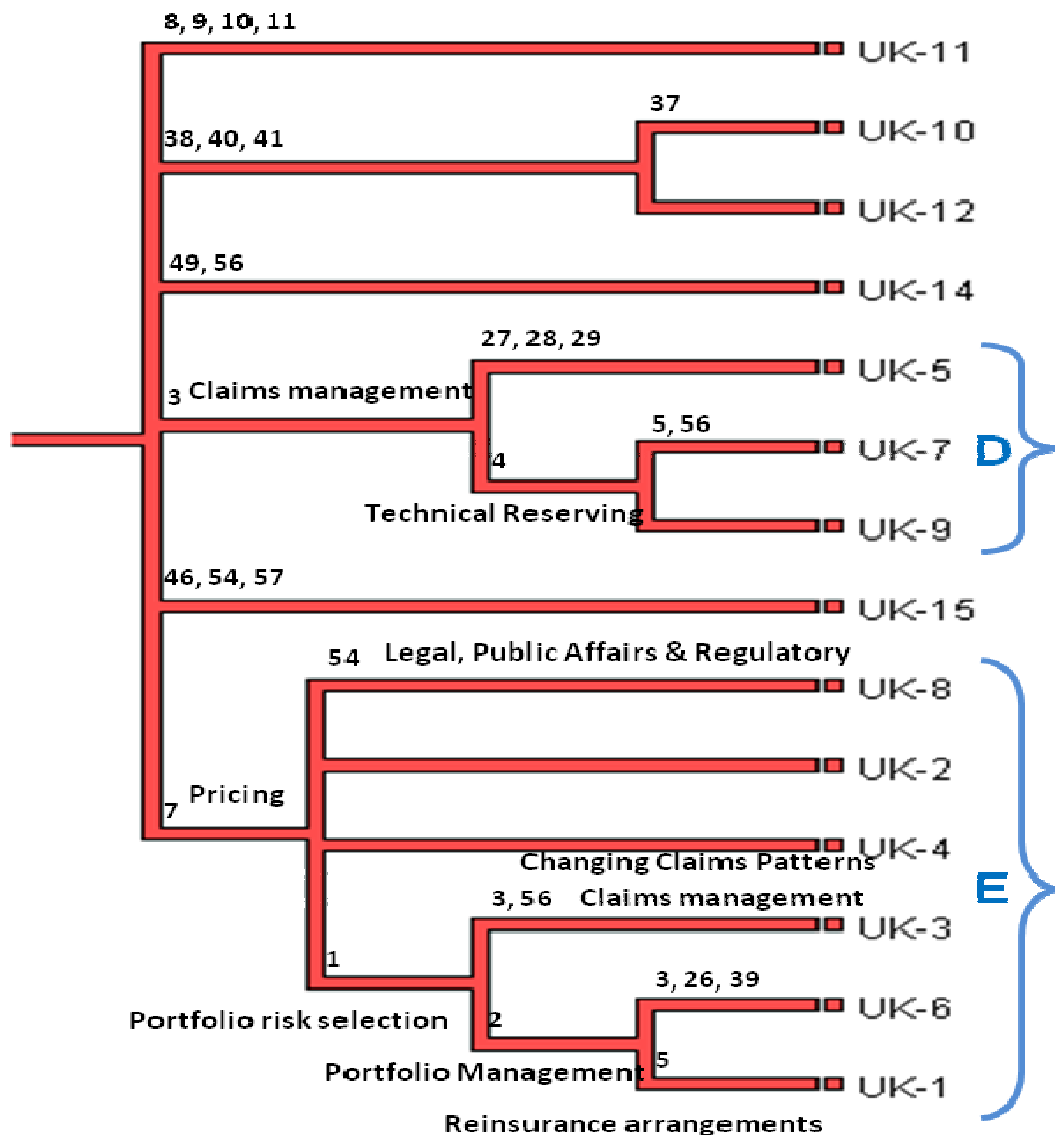 8, 9, 10, 11
UK-11
37
UK-10
38, 40, 41
UK-12
49, 56
UK-14
27, 28, 29
UK-5
3 Claims management
5, 56
UK-7
D
4
Technical Reserving
UK-9
46, 54, 57
UK-15
54 Legal, Public Affairs & Regulatory
UK-8
UK-2
7 Pricing
UK-4
Changing Claims Patterns
3, 56 Claims management
E
UK-3
1
3, 26, 39
UK-6
Portfolio risk selection
2
Portfolio Management
5
UK-1
Reinsurance arrangements